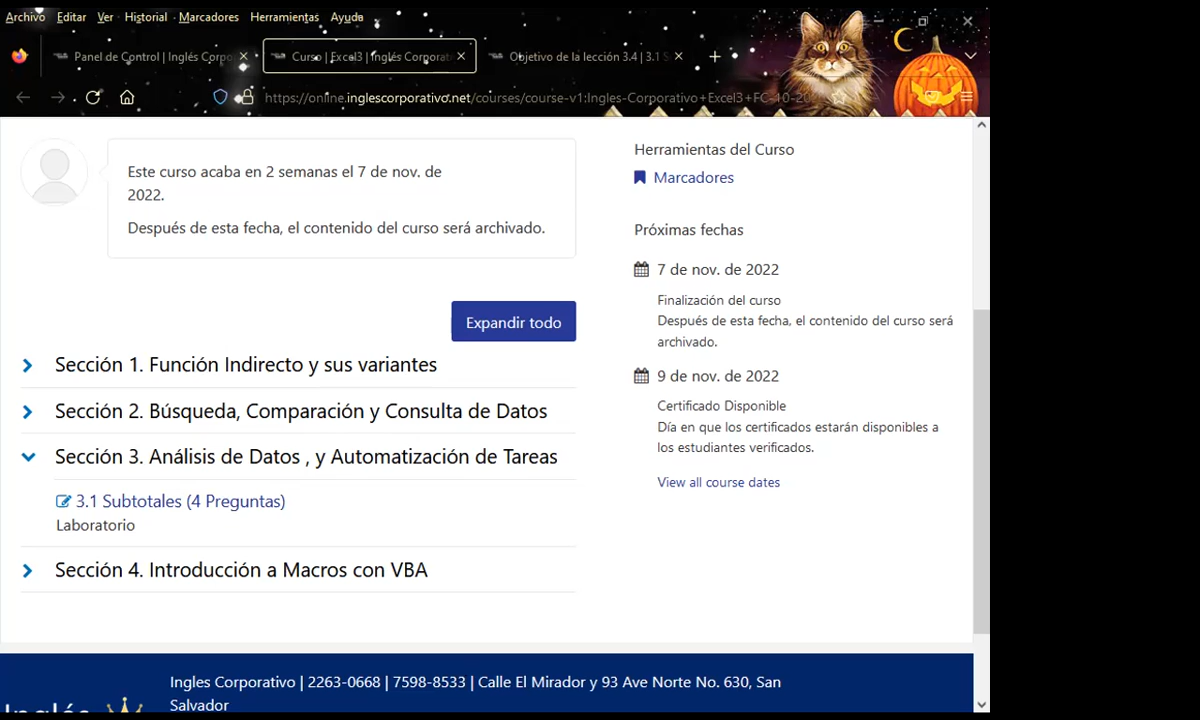 Archivo Editar Ver Historial Marcadores Herramientas Ayuda
Panel de Control | Inglés Corpo
Curso | Excel3 | Inglés Corporat
Objetivo de la lección 3.4 | 3.1 S
https://online.inglescorporativo.net/courses/course-v1:Ingles-Corporativo+Excel3+FC-10-20
Este curso acaba en 2 semanas el 7 de nov. de
2022.
Después de esta fecha, el contenido del curso será archivado.
Expandir todo
Sección 1. Función Indirecto y sus variantes
Sección 2. Búsqueda, Comparación y Consulta de Datos
Sección 3. Análisis de Datos , y Automatización de Tareas
3.1 Subtotales (4 Preguntas)
Laboratorio
Sección 4. Introducción a Macros con VBA
Herramientas del Curso
Marcadores
Próximas fechas
7 de nov. de 2022
Finalización del curso
Después de esta fecha, el contenido del curso será
archivado.
9 de nov. de 2022
Certificado Disponible
Día en que los certificados estarán disponibles a
los estudiantes verificados.
View all course dates
Ingles Corporativo | 2263-0668 | 7598-8533 | Calle El Mirador y 93 Ave Norte No. 630, San
Salvador
Inglés